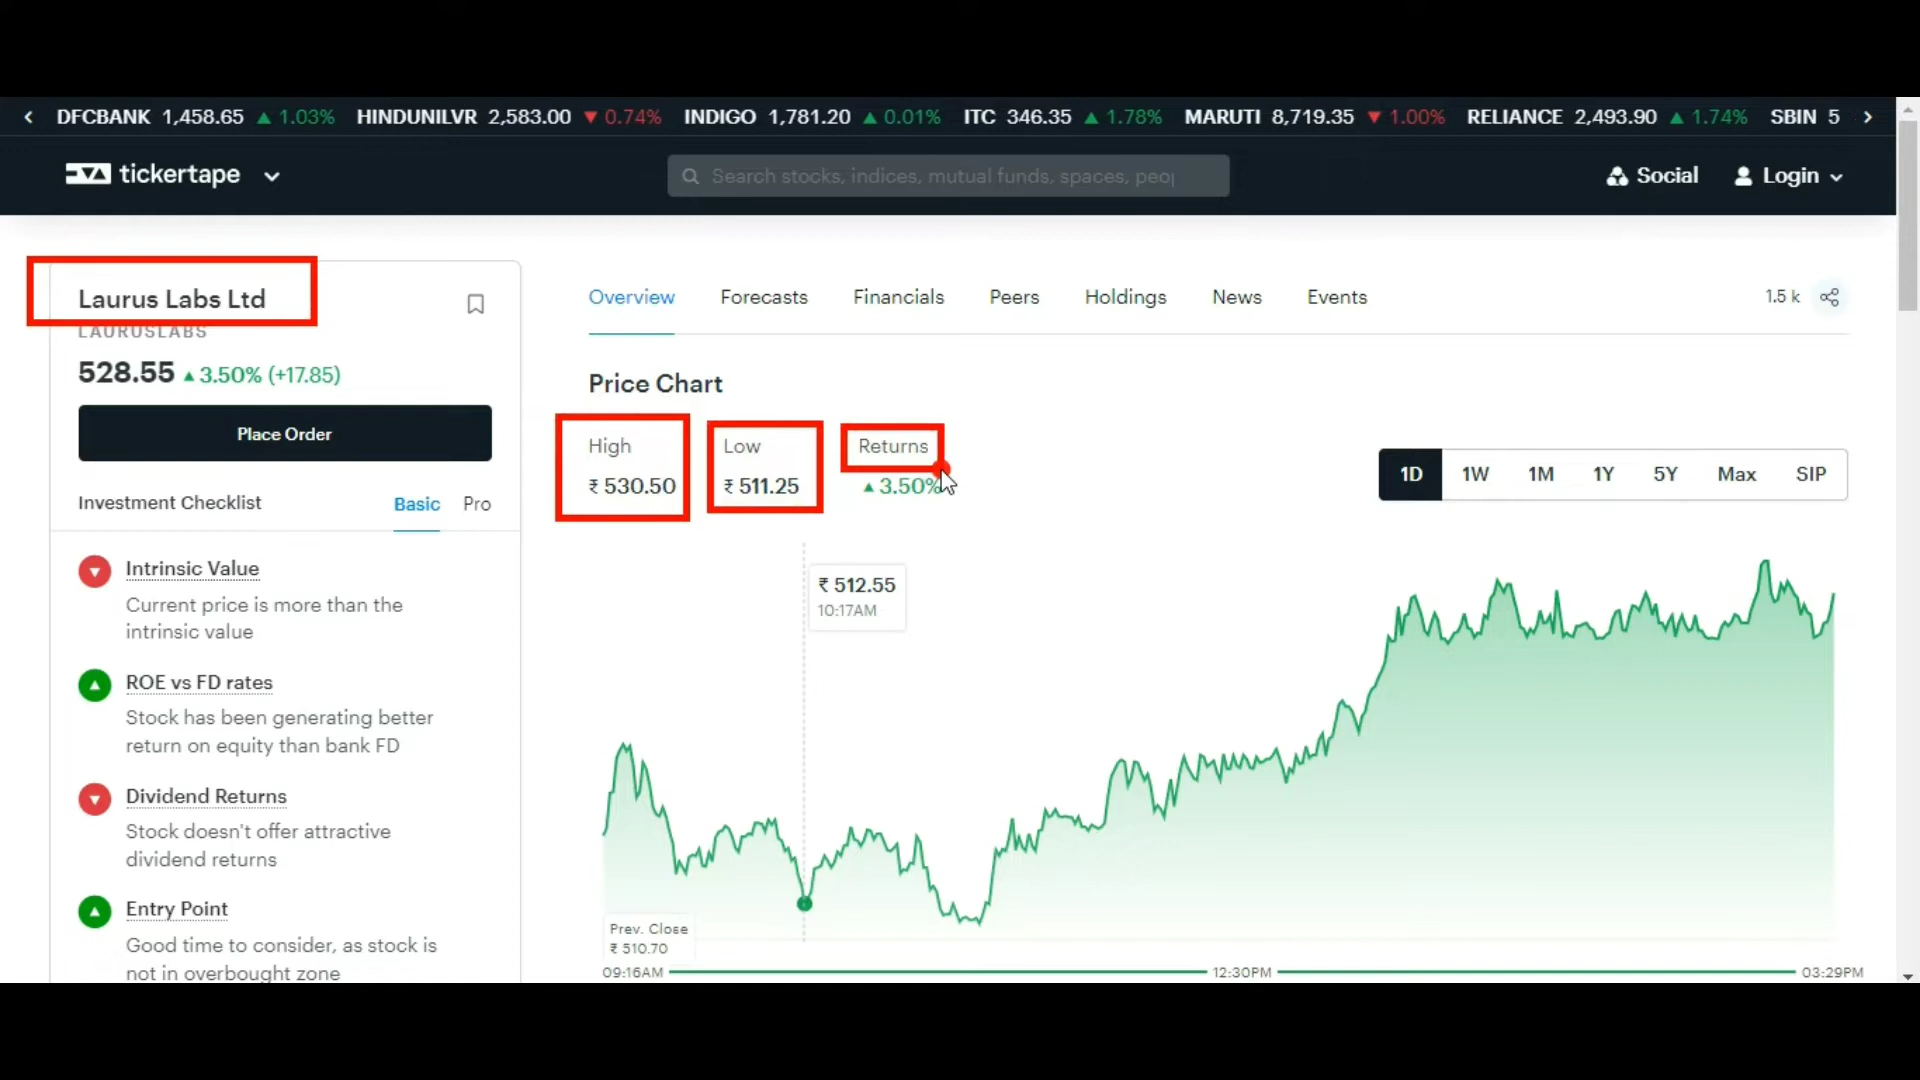 DFCBANK 1,458.65 ▲ 1.03% HINDUNILVR 2,583.00 ▼ 0.74% INDIGO 1,781.20 ▲ 0.01% ITC 346.35 ▲ 1.78% MARUTI 8,719.35 ▼ 1.00% RELIANCE 2,493.90 ▲ 1.74% SBIN 5
tickertape
Search stocks, indices, mutual funds, spaces, peop
Social
Login
Laurus Labs Ltd
LAURUSLABS
528.55 ▲ 3.50% (+17.85)
Place Order
Investment Checklist
Basic
Pro
Intrinsic Value
Current price is more than the
intrinsic value
ROE vs FD rates
Stock has been generating better
return on equity than bank FD
Dividend Returns
Stock doesn't offer attractive
dividend returns
Entry Point
Good time to consider, as stock is
not in overbought zone
Overview
Forecasts
Financials
Peers
Holdings
News
Events
1.5 k
Price Chart
High
₹ 530.50
Low
₹ 511.25
Returns
▲ 3.50%
1D 1W 1M 1Y 5Y Max SIP
₹ 512.55
10:17AM
Prev. Close
₹ 510.70
09:16AM
12:30PM
03:29PM